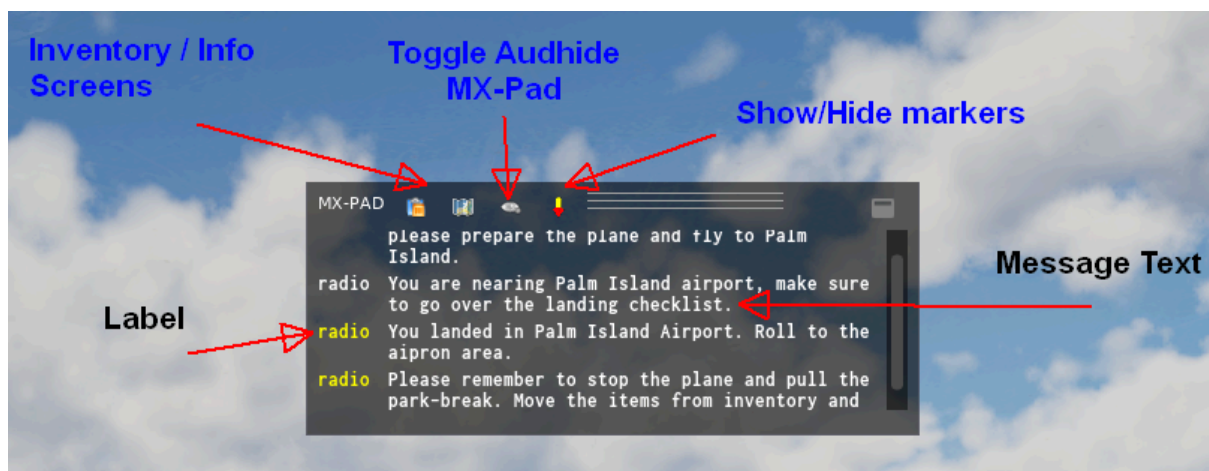 Inventory / Info
Screens
Toggle Audhide
MX-Pad
Show/Hide markers
MX-PAD
please prepare the plane and fly to Palm
Island.
radio You are nearing Palm Island airport, make sure
to go over the landing checklist.
radio You landed in Palm Island Airport. Roll to the
aipron area.
radio Please remember to stop the plane and pull the
park-break. Move the items from inventory and
Message Text
Label